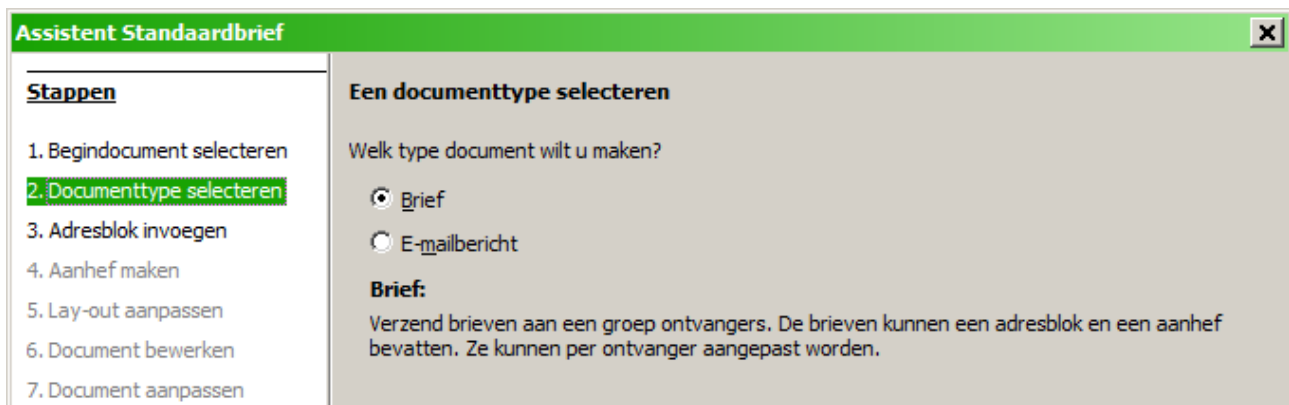 Assistent Standaardbrief
Stappen
1. Begindocument selecteren
2. Documenttype selecteren
3. Adresblok invoegen
4. Aanhef maken
5. Lay-out aanpassen
6. Document bewerken
7. Document aanpassen
Een documenttype selecteren
Welk type document wilt u maken?
Brief
E-mailbericht
Brief:
Verzend brieven aan een groep ontvangers. De brieven kunnen een adresblok en een aanhef
bevatten. Ze kunnen per ontvanger aangepast worden.